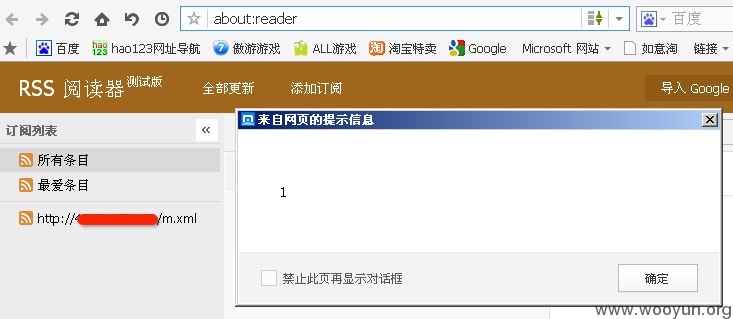 about:reader
百度
百度 hao123网址导航 傲游游戏 ALL游戏 淘宝特卖 Google Microsoft 网站 如意淘 链接
RSS 阅读器测试版 全部更新 添加订阅 导入 Google
订阅列表
所有条目
最爱条目
http://
/m.xml
来自网页的提示信息
1
禁止此页再显示对话框
确定
www.wooyun.org